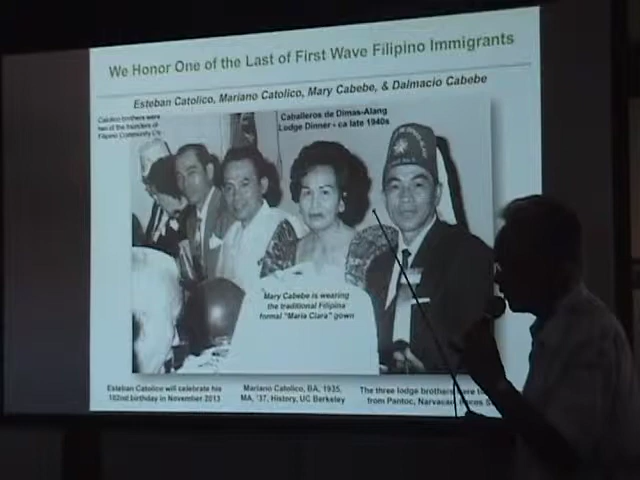 We Honor One of the Last of First Wave Filipino Immigrants
Esteban Catolico, Mariano Catolico, Mary Cabebe, & Dalmacio Cabebe
Catolico brothers were
two of the founders of
Filipino Community
Caballeros de Dimas-Alang
Lodge Dinner - ca late 1940s
Mary Cabebe is wearing
the traditional Filipina
formal "Maria Clara" gown
Esteban Catolico will celebrate his
102nd birthday in November 2013
Mariano Catolico, BA, 1935,
MA, '37, History, UC Berkeley
The three lodge brothers were
from Pantoc, Narvacan,